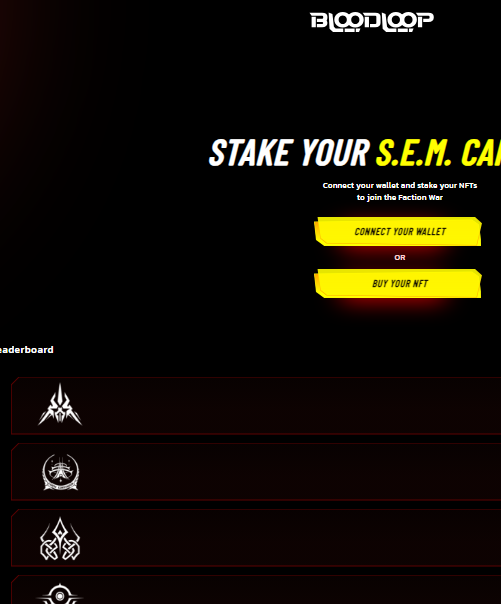 BLOODLOOP
STAKE YOUR S.E.M.
Connect your wallet and stake your NFTs
to join the Faction War
CONNECT YOUR WALLET
OR
BUY YOUR NFT
eaderboard